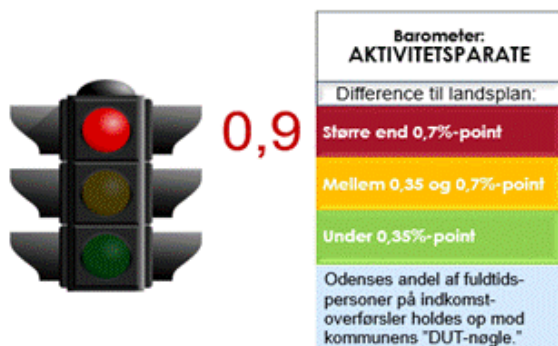 0,9
Barometer:
AKTIVITETSPARATE
Difference til landsplan:
Større end 0,7%-point
Mellem 0,35 og 0,7%-point
Under 0,35%-point
Odenses andel af fuldtids-
personer på indkomst-
overførsler holdes op mod
kommunens "DUT-nøgle."